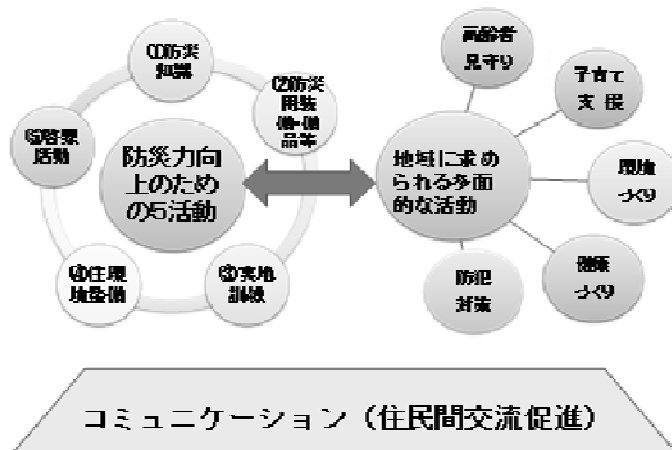 ①防災
知識
②防災
用装
備・備
品等
③実地
訓練
④住環
境整備
⑤啓発
活動
防災力向
上のため
の5活動
地域に求め
られる多面
的な活動
高齢者
見守り
子育て
支 援
環境
づくり
健康
づくり
防犯
対策
コミュニケーション（住民間交流促進）